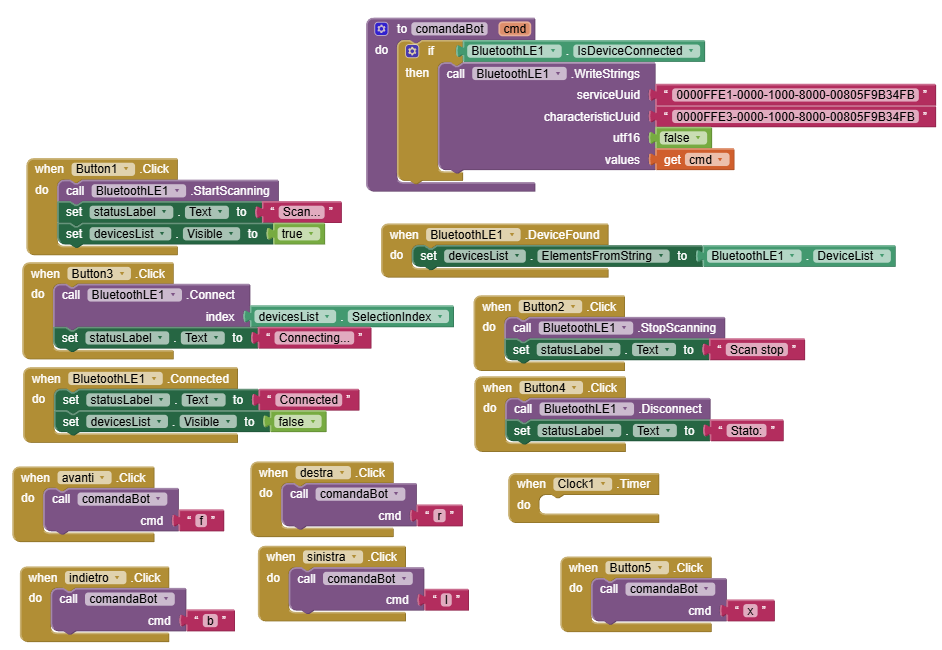 to comandaBot cmd
do if BluetoothLE1 . IsDeviceConnected
then call BluetoothLE1 .WriteStrings
serviceUuid " 0000FFE1-0000-1000-8000-00805F9B34FB "
characteristicUuid " 0000FFE3-0000-1000-8000-00805F9B34FB "
utf16 false
values get cmd
when Button1 .Click
do call BluetoothLE1 .StartScanning
set statusLabel . Text to " Scan... "
set devicesList . Visible to true
when BluetoothLE1 .DeviceFound
do set devicesList . ElementsFromString to BluetoothLE1 . DeviceList
when Button3 .Click
do call BluetoothLE1 .Connect
index devicesList . SelectionIndex
set statusLabel . Text to " Connecting... "
when Button2 .Click
do call BluetoothLE1 .StopScanning
set statusLabel . Text to " Scan stop "
when BluetoothLE1 .Connected
do set statusLabel . Text to " Connected "
set devicesList . Visible to false
when Button4 .Click
do call BluetoothLE1 .Disconnect
set statusLabel . Text to " Stato: "
when avanti .Click
do call comandaBot
cmd " f "
when destra .Click
do call comandaBot
cmd " r "
when Clock1 .Timer
do
when indietro .Click
do call comandaBot
cmd " b "
when sinistra .Click
do call comandaBot
cmd " l "
when Button5 .Click
do call comandaBot
cmd " x "